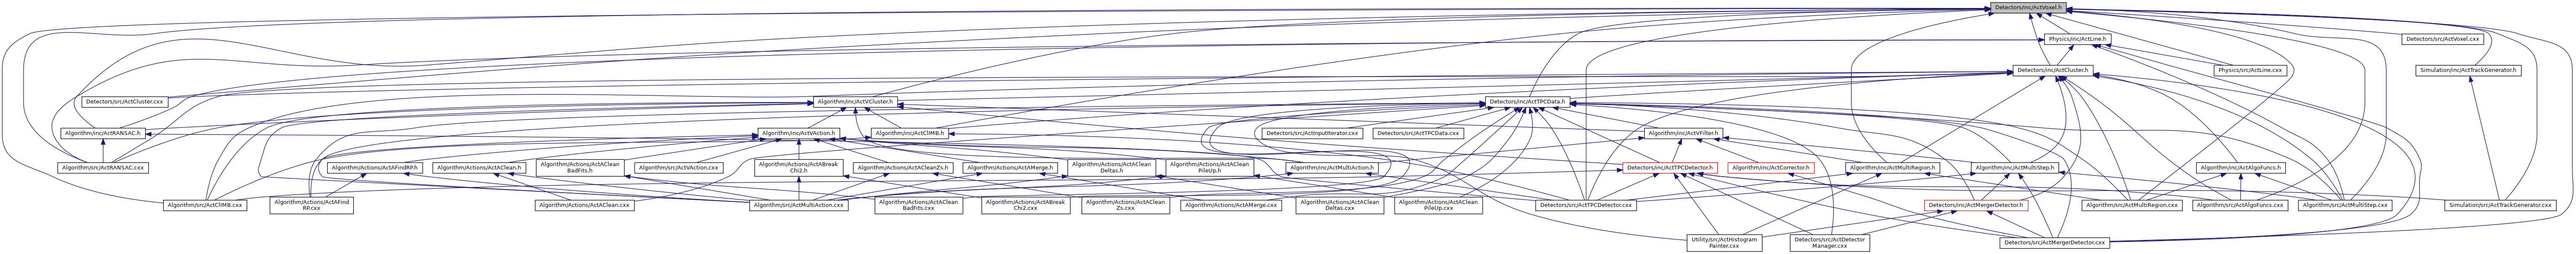 Detectors/inc/ActVoxel.h
Physics/inc/ActLine.h
Detectors/src/ActVoxel.cxx
Detectors/inc/ActCluster.h
Physics/src/ActLine.cxx
Simulation/inc/ActTrackGenerator.h
Detectors/src/ActCluster.cxx
Algorithm/inc/ActVCluster.h
Detectors/inc/ActTPCData.h
Algorithm/inc/ActRANSAC.h
Algorithm/inc/ActVAction.h
Algorithm/inc/ActCliMB.h
Detectors/src/ActInputIterator.cxx
Detectors/src/ActTPCData.cxx
Algorithm/inc/ActVFilter.h
Algorithm/src/ActRANSAC.cxx
Algorithm/Actions/ActAFindRP.h
Algorithm/Actions/ActAClean.h
Algorithm/Actions/ActAClean
BadFits.h
Algorithm/src/ActVAction.cxx
Algorithm/Actions/ActABreak
Chi2.h
Algorithm/Actions/ActACleanZs.h
Algorithm/Actions/ActAMerge.h
Algorithm/Actions/ActAClean
Deltas.h
Algorithm/Actions/ActAClean
PileUp.h
Algorithm/inc/ActMultiAction.h
Detectors/inc/ActTPCDetector.h
Algorithm/inc/ActCorrector.h
Algorithm/inc/ActMultiRegion.h
Algorithm/inc/ActMultiStep.h
Algorithm/inc/ActAlgoFuncs.h
Algorithm/src/ActCliMB.cxx
Algorithm/Actions/ActAFind
RP.cxx
Algorithm/Actions/ActAClean.cxx
Algorithm/src/ActMultiAction.cxx
Algorithm/Actions/ActAClean
BadFits.cxx
Algorithm/Actions/ActABreak
Chi2.cxx
Algorithm/Actions/ActAClean
Zs.cxx
Algorithm/Actions/ActAMerge.cxx
Algorithm/Actions/ActAClean
Deltas.cxx
Algorithm/Actions/ActAClean
PileUp.cxx
Detectors/src/ActTPCDetector.cxx
Detectors/inc/ActMergerDetector.h
Algorithm/src/ActMultiRegion.cxx
Algorithm/src/ActAlgoFuncs.cxx
Algorithm/src/ActMultiStep.cxx
Simulation/src/ActTrackGenerator.cxx
Utility/src/ActHistogram
Painter.cxx
Detectors/src/ActDetector
Manager.cxx
Detectors/src/ActMergerDetector.cxx